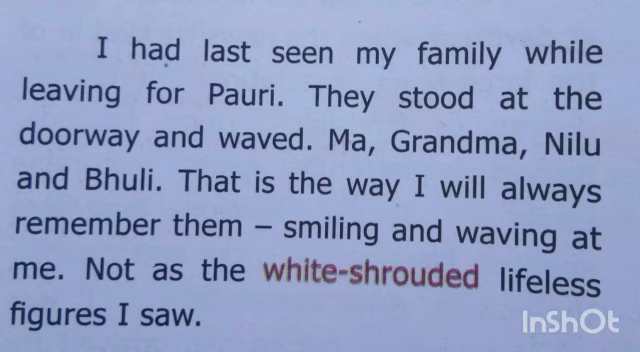 I had last seen my family while
leaving for Pauri. They stood at the
doorway and waved. Ma, Grandma, Nilu
and Bhuli. That is the way I will always
remember them – smiling and waving at
me. Not as the white-shrouded lifeless
figures I saw.
InShOt